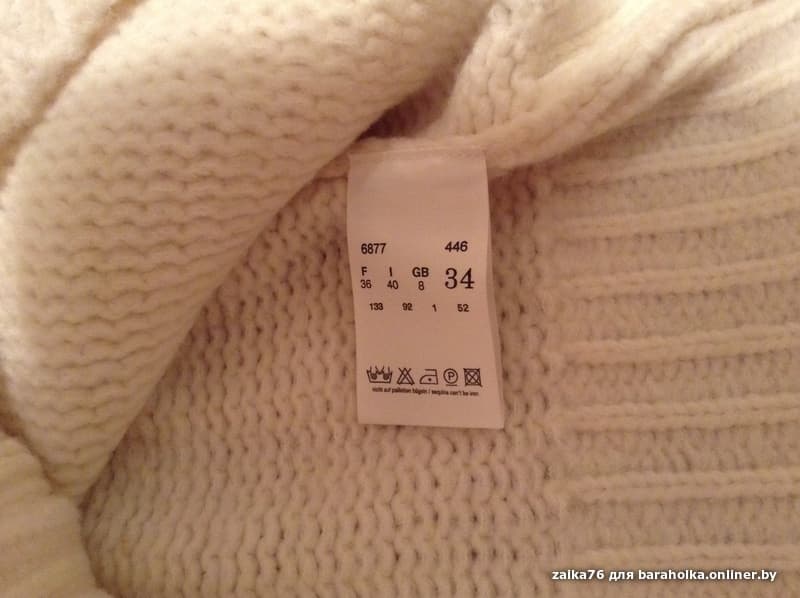 6877 446
F I GB 34
36 40 8
133 92 1 52
P
nicht auf pailletten bügeln / sequins can't be iron
zalka76 для baraholka.onliner.by